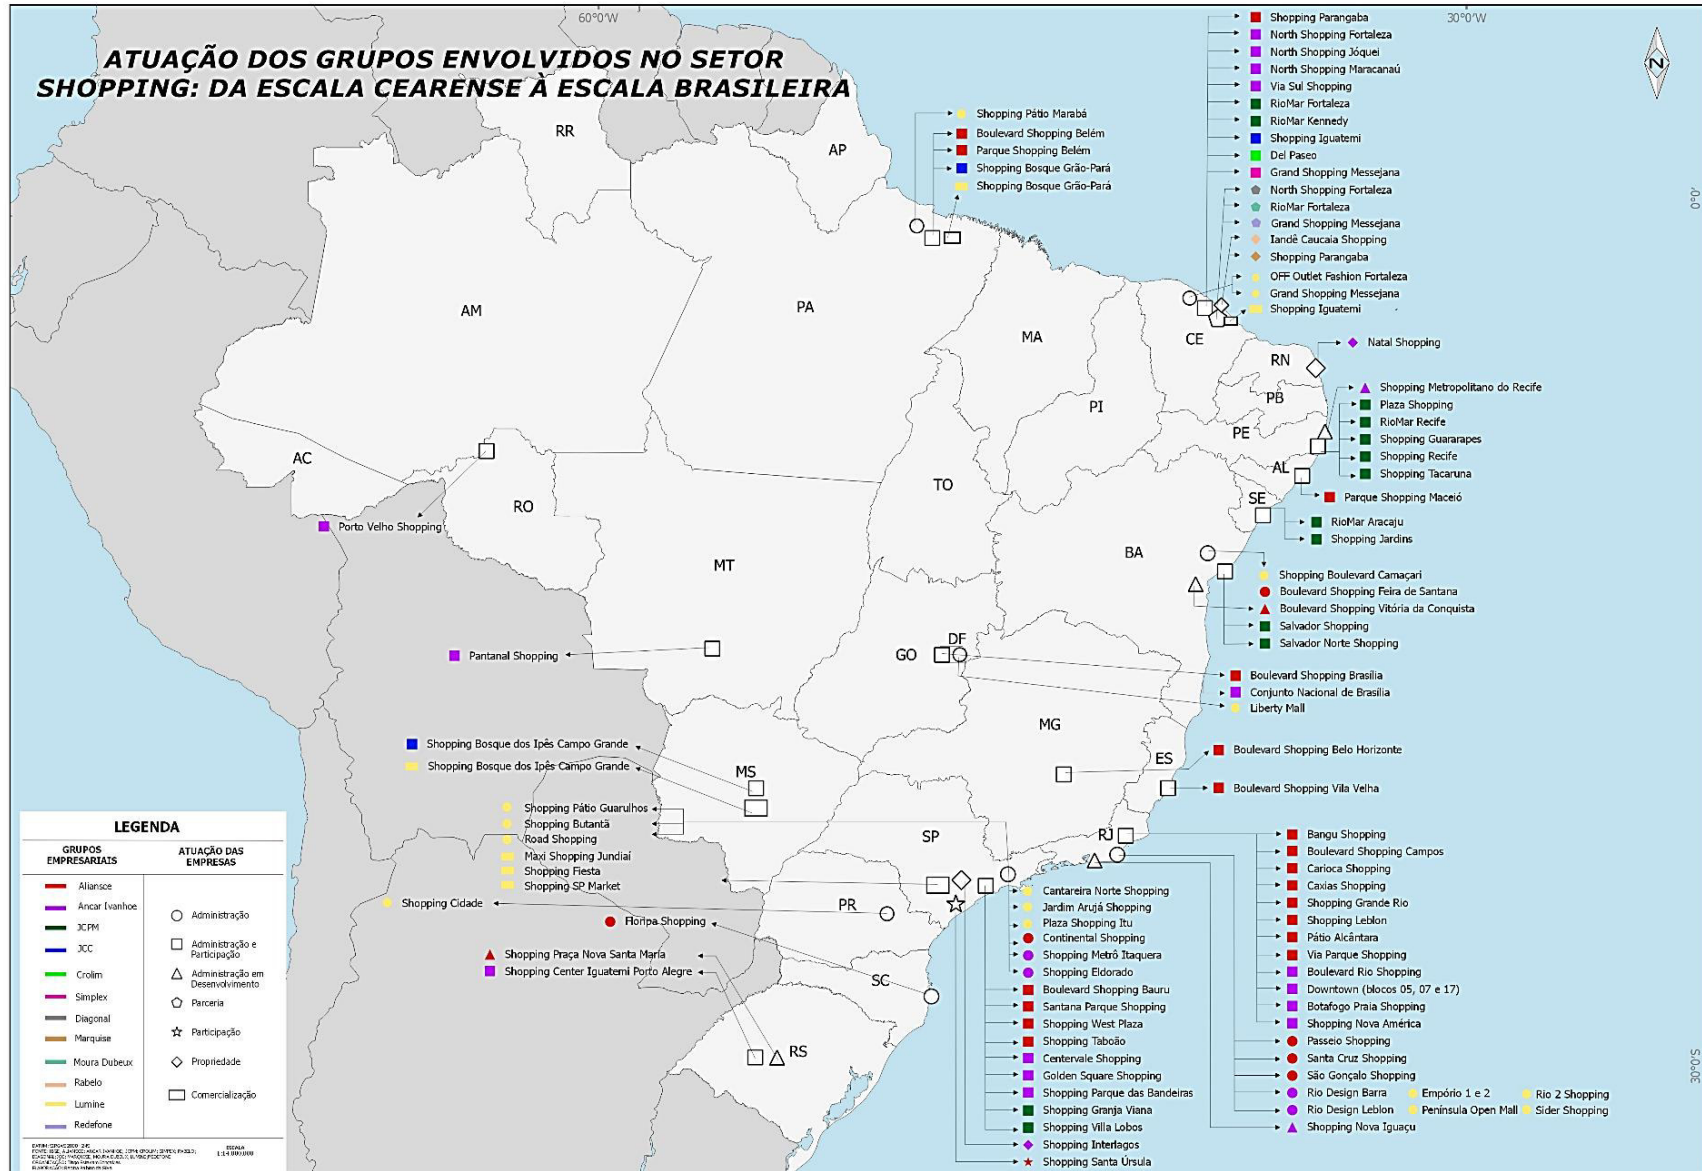 60°0'W
30°0'W
ATUAÇÃO DOS GRUPOS ENVOLVIDOS NO SETOR
SHOPPING: DA ESCALA CEARENSE À ESCALA BRASILEIRA
N
0°0'
30°0'S
RR
AP
AM
PA
MA
CE
RN
PB
PI
PE
AL
SE
AC
RO
TO
BA
MT
GO
DF
MG
ES
MS
SP
RJ
PR
SC
RS
Shopping Parangaba
North Shopping Fortaleza
North Shopping Jóquei
North Shopping Maracanaú
Via Sul Shopping
RioMar Fortaleza
RioMar Kennedy
Shopping Iguatemi
Del Paseo
Grand Shopping Messejana
North Shopping Fortaleza
RioMar Fortaleza
Grand Shopping Messejana
Iandê Caucaia Shopping
Shopping Parangaba
OFF Outlet Fashion Fortaleza
Grand Shopping Messejana
Shopping Iguatemi
Shopping Pátio Marabá
Boulevard Shopping Belém
Parque Shopping Belém
Shopping Bosque Grão-Pará
Shopping Bosque Grão-Pará
Natal Shopping
Shopping Metropolitano do Recife
Plaza Shopping
RioMar Recife
Shopping Guararapes
Shopping Recife
Shopping Tacaruna
Parque Shopping Maceió
RioMar Aracaju
Shopping Jardins
Shopping Boulevard Camaçari
Boulevard Shopping Feira de Santana
Boulevard Shopping Vitória da Conquista
Salvador Shopping
Salvador Norte Shopping
Boulevard Shopping Brasília
Conjunto Nacional de Brasília
Liberty Mall
Boulevard Shopping Belo Horizonte
Boulevard Shopping Vila Velha
Porto Velho Shopping
Pantanal Shopping
Shopping Bosque dos Ipês Campo Grande
Shopping Bosque dos Ipês Campo Grande
Shopping Pátio Guarulhos
Shopping Butantã
Road Shopping
Maxi Shopping Jundiaí
Shopping Fiesta
Shopping SP Market
Shopping Cidade
Floripa Shopping
Shopping Praça Nova Santa Maria
Shopping Center Iguatemi Porto Alegre
Cantareira Norte Shopping
Jardim Arujá Shopping
Plaza Shopping Itu
Continental Shopping
Shopping Metrô Itaquera
Shopping Eldorado
Boulevard Shopping Bauru
Santana Parque Shopping
Shopping West Plaza
Shopping Taboão
Centervale Shopping
Golden Square Shopping
Shopping Parque das Bandeiras
Shopping Granja Viana
Shopping Villa Lobos
Shopping Interlagos
Shopping Santa Úrsula
Bangu Shopping
Boulevard Shopping Campos
Carioca Shopping
Caxias Shopping
Shopping Grande Rio
Shopping Leblon
Pátio Alcântara
Via Parque Shopping
Boulevard Rio Shopping
Downtown (blocos 05, 07 e 17)
Botafogo Praia Shopping
Shopping Nova América
Passeio Shopping
Santa Cruz Shopping
São Gonçalo Shopping
Rio Design Barra
Empório 1 e 2
Rio 2 Shopping
Rio Design Leblon
Península Open Mall
Sider Shopping
Shopping Nova Iguaçu
LEGENDA
GRUPOS
EMPRESARIAIS
Aliansce
Ancar Ivanhoe
JCPM
JCC
Crolim
Simplex
Diagonal
Marquise
Moura Dubeux
Rabelo
Lumine
Redefone
ATUAÇÃO DAS
EMPRESAS
Administração
Administração e
Participação
Administração em
Desenvolvimento
Parceria
Participação
Propriedade
Comercialização
ESCALA
1:14.000.000